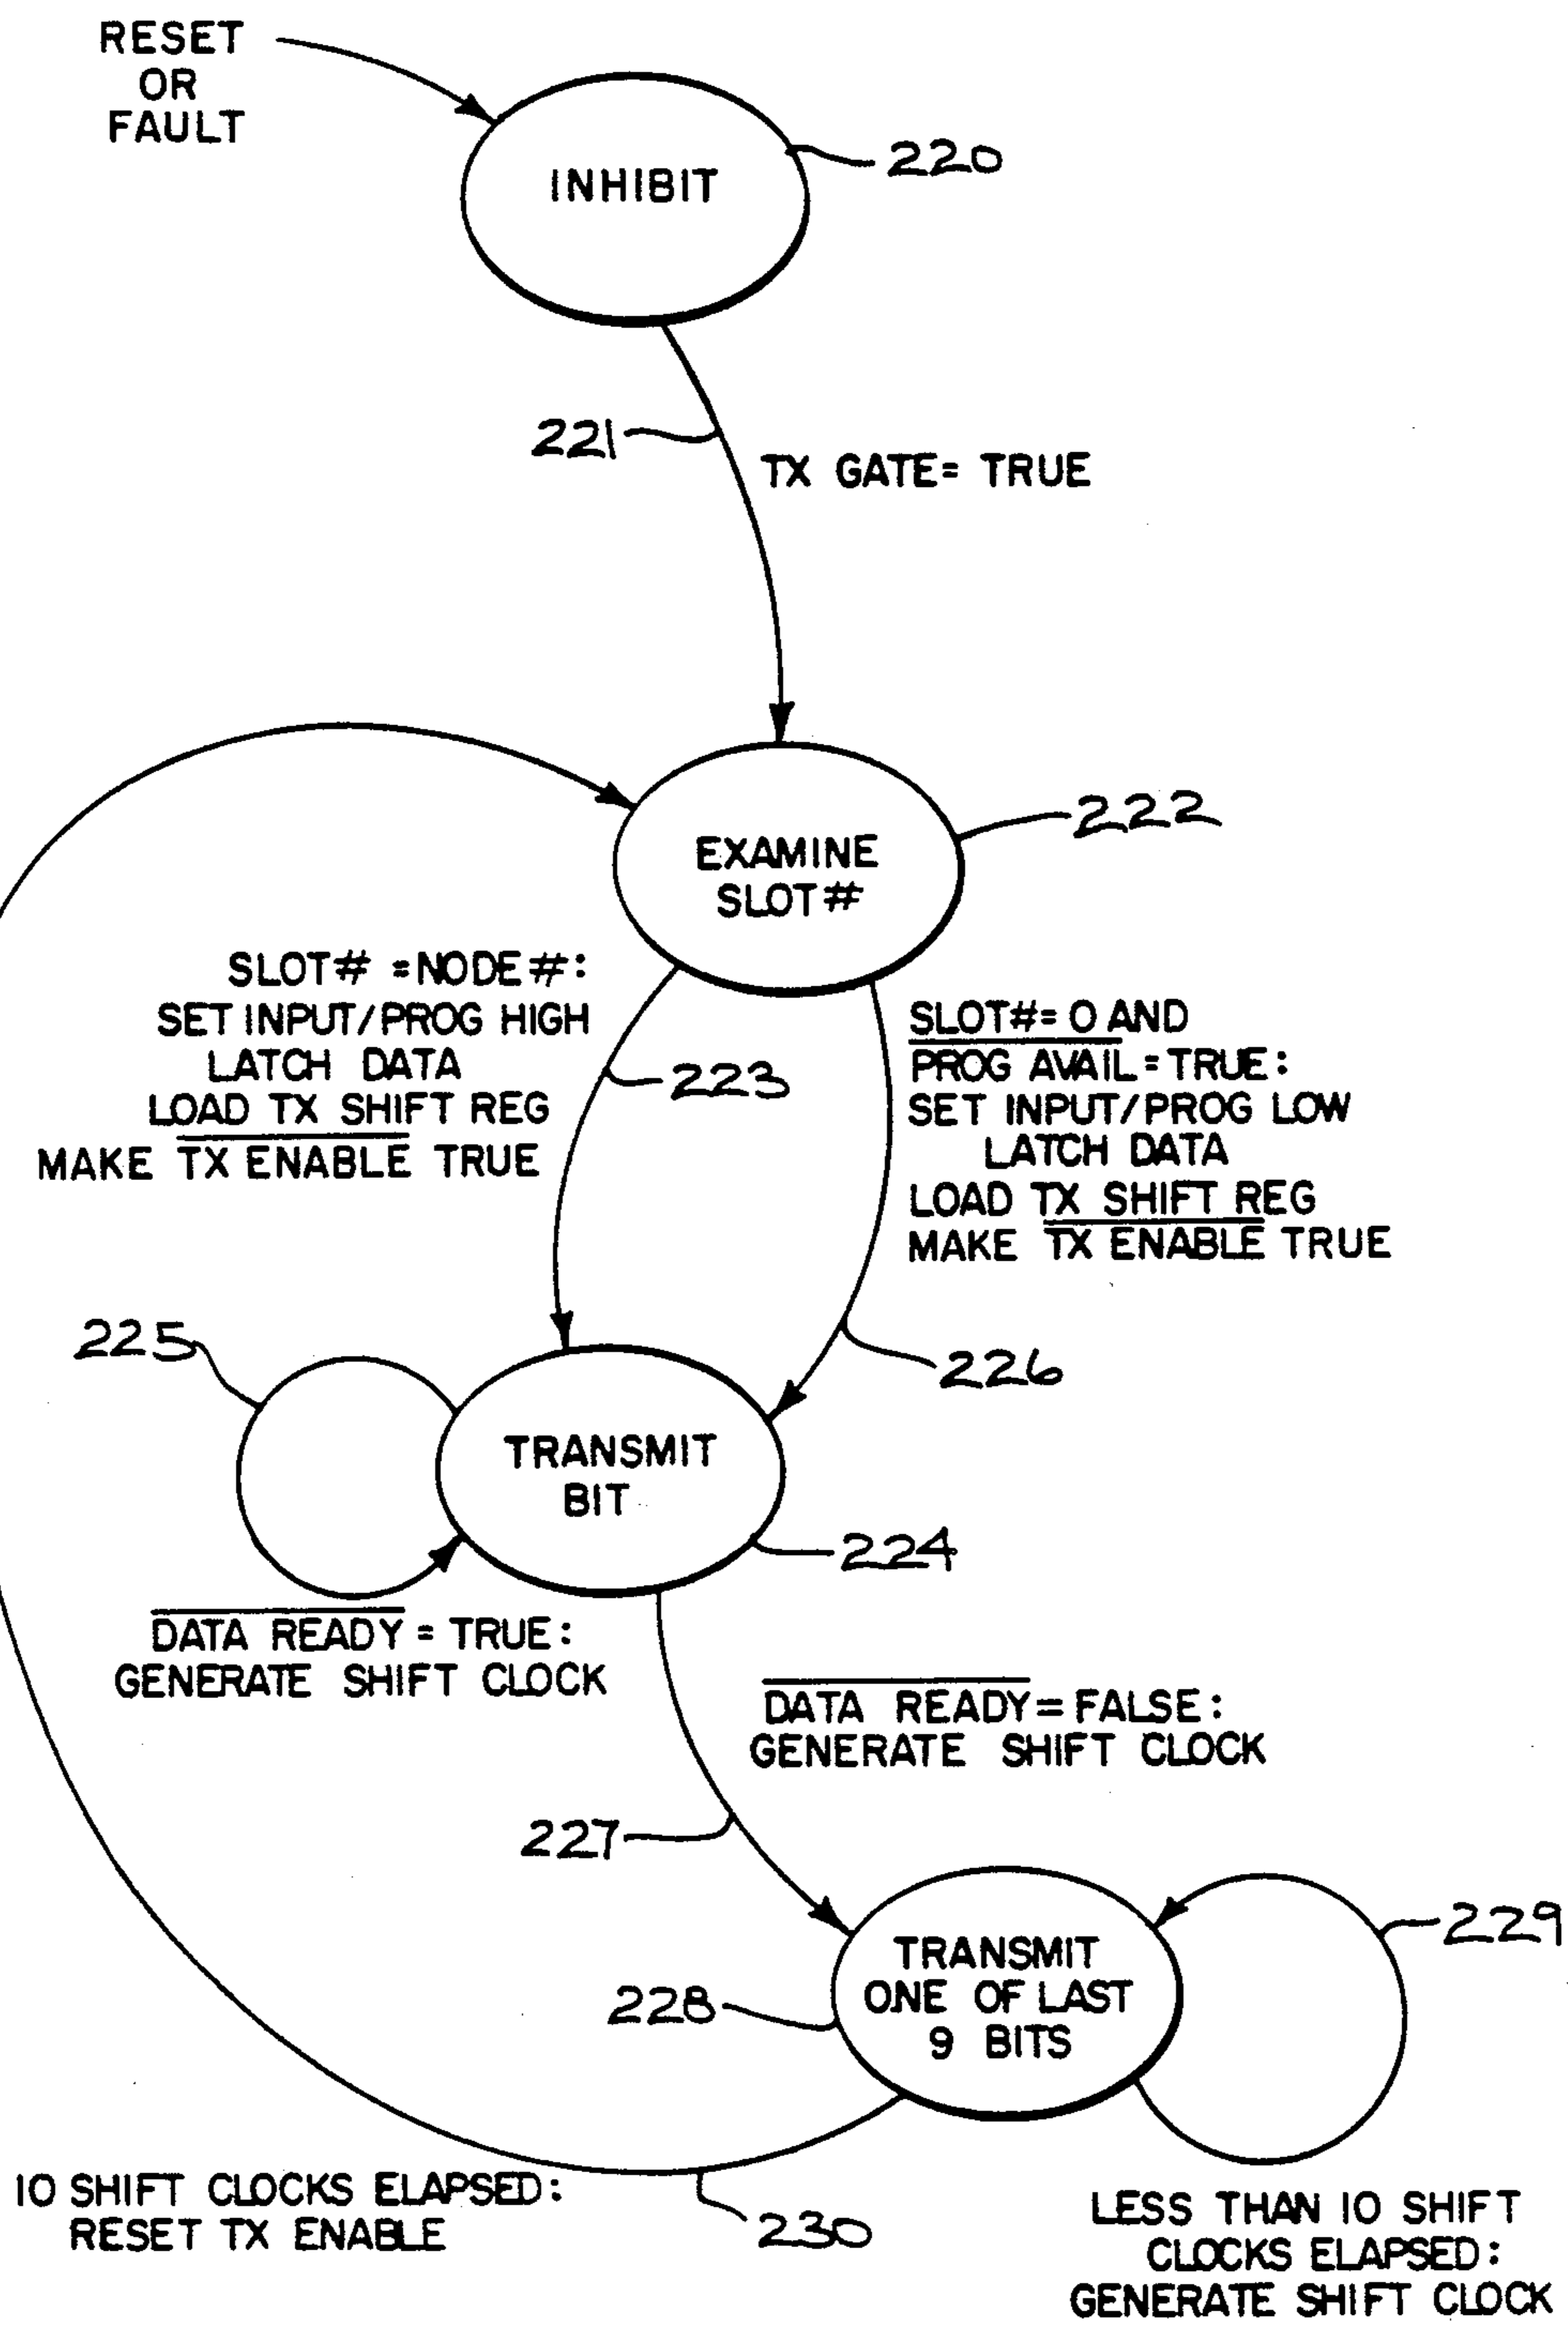 RESET
OR
FAULT
INHIBIT
220
221
TX GATE= TRUE
EXAMINE
SLOT#
222
SLOT# =NODE#:
SET INPUT/PROG HIGH
LATCH DATA
LOAD TX SHIFT REG
MAKE TX ENABLE TRUE
223
SLOT#= 0 AND
PROG AVAIL=TRUE:
SET INPUT/PROG LOW
LATCH DATA
LOAD TX SHIFT REG
MAKE TX ENABLE TRUE
225
226
TRANSMIT
BIT
224
DATA READY = TRUE:
GENERATE SHIFT CLOCK
DATA READY=FALSE:
GENERATE SHIFT CLOCK
227
TRANSMIT
ONE OF LAST
9 BITS
228
229
10 SHIFT CLOCKS ELAPSED:
RESET TX ENABLE
230
LESS THAN 10 SHIFT
CLOCKS ELAPSED:
GENERATE SHIFT CLOCK